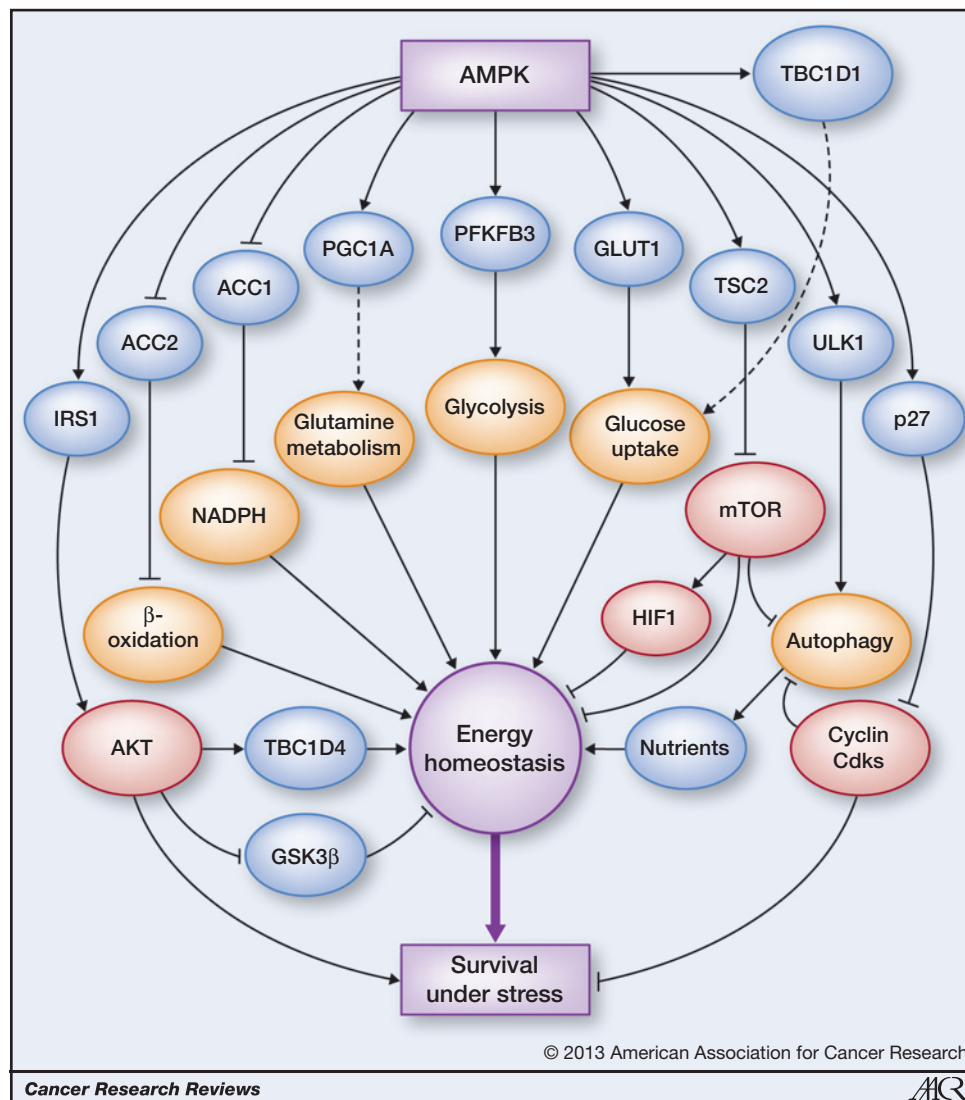 AMPK
TBC1D1
PGC1A
PFKFB3
GLUT1
ACC1
TSC2
ACC2
ULK1
IRS1
p27
Glutamine
metabolism
Glycolysis
Glucose
uptake
NADPH
mTOR
β-
oxidation
HIF1
Autophagy
AKT
TBC1D4
Energy
homeostasis
Nutrients
Cyclin
Cdks
GSK3β
Survival
under stress
© 2013 American Association for Cancer Research
Cancer Research Reviews
AACR